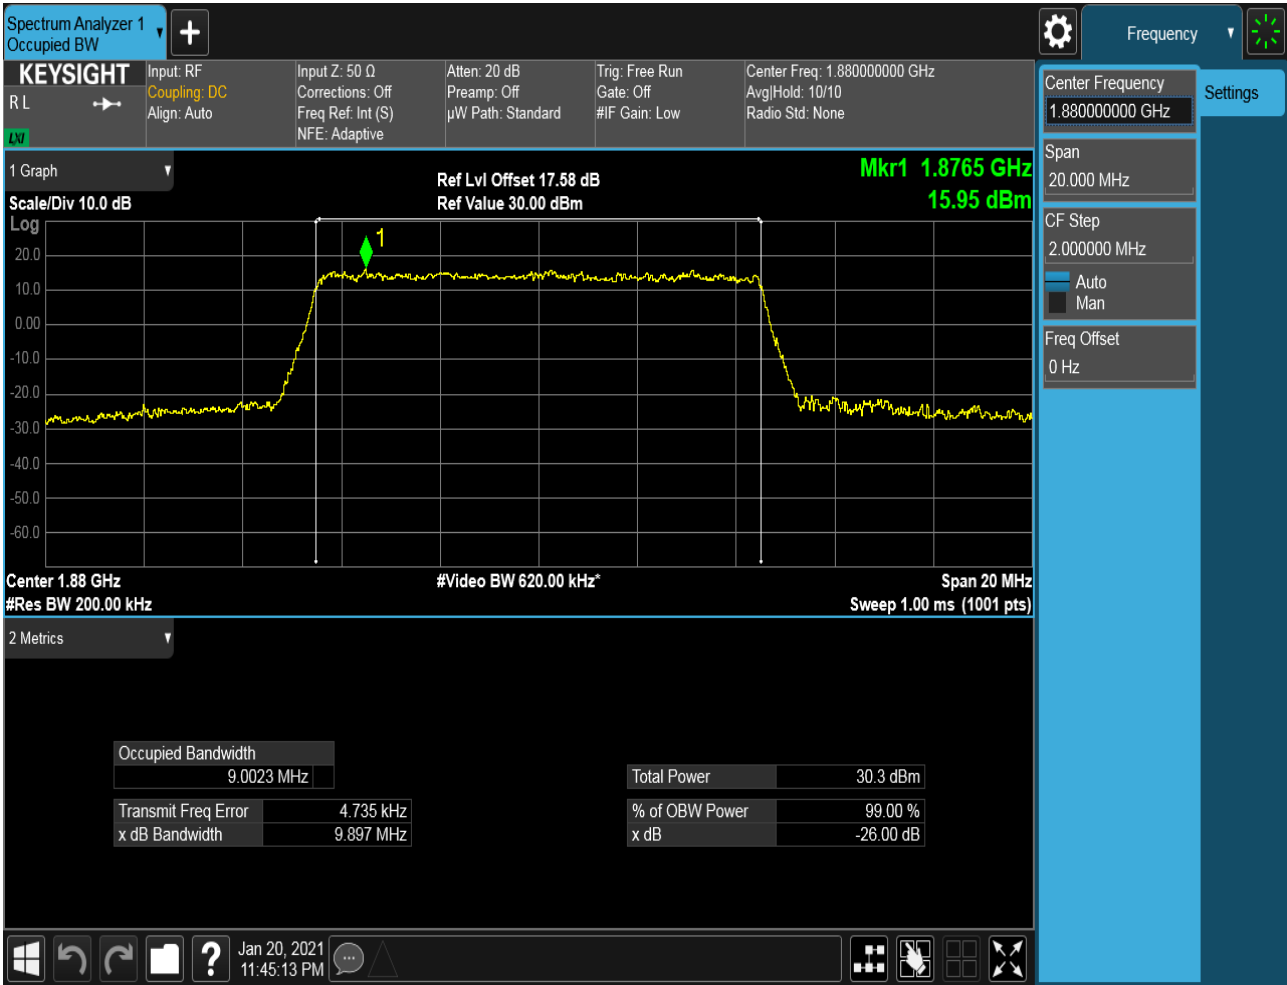 Spectrum Analyzer 1
Occupied BW
+
Frequency
KEYSIGHT
R L
LXI
Input: RF
Coupling: DC
Align: Auto
Input Z: 50 Ω
Corrections: Off
Freq Ref: Int (S)
NFE: Adaptive
Atten: 20 dB
Preamp: Off
µW Path: Standard
Trig: Free Run
Gate: Off
#IF Gain: Low
Center Freq: 1.880000000 GHz
Avg|Hold: 10/10
Radio Std: None
Center Frequency
1.880000000 GHz
Settings
Span
20.000 MHz
CF Step
2.000000 MHz
Auto
Man
Freq Offset
0 Hz
1 Graph
Scale/Div 10.0 dB
Log
Ref Lvl Offset 17.58 dB
Ref Value 30.00 dBm
Mkr1 1.8765 GHz
15.95 dBm
1
20.0
10.0
0.00
-10.0
-20.0
-30.0
-40.0
-50.0
-60.0
Center 1.88 GHz
#Res BW 200.00 kHz
#Video BW 620.00 kHz*
Span 20 MHz
Sweep 1.00 ms (1001 pts)
2 Metrics
Occupied Bandwidth
9.0023 MHz
Transmit Freq Error 4.735 kHz
x dB Bandwidth 9.897 MHz
Total Power 30.3 dBm
% of OBW Power 99.00 %
x dB -26.00 dB
?
Jan 20, 2021
11:45:13 PM